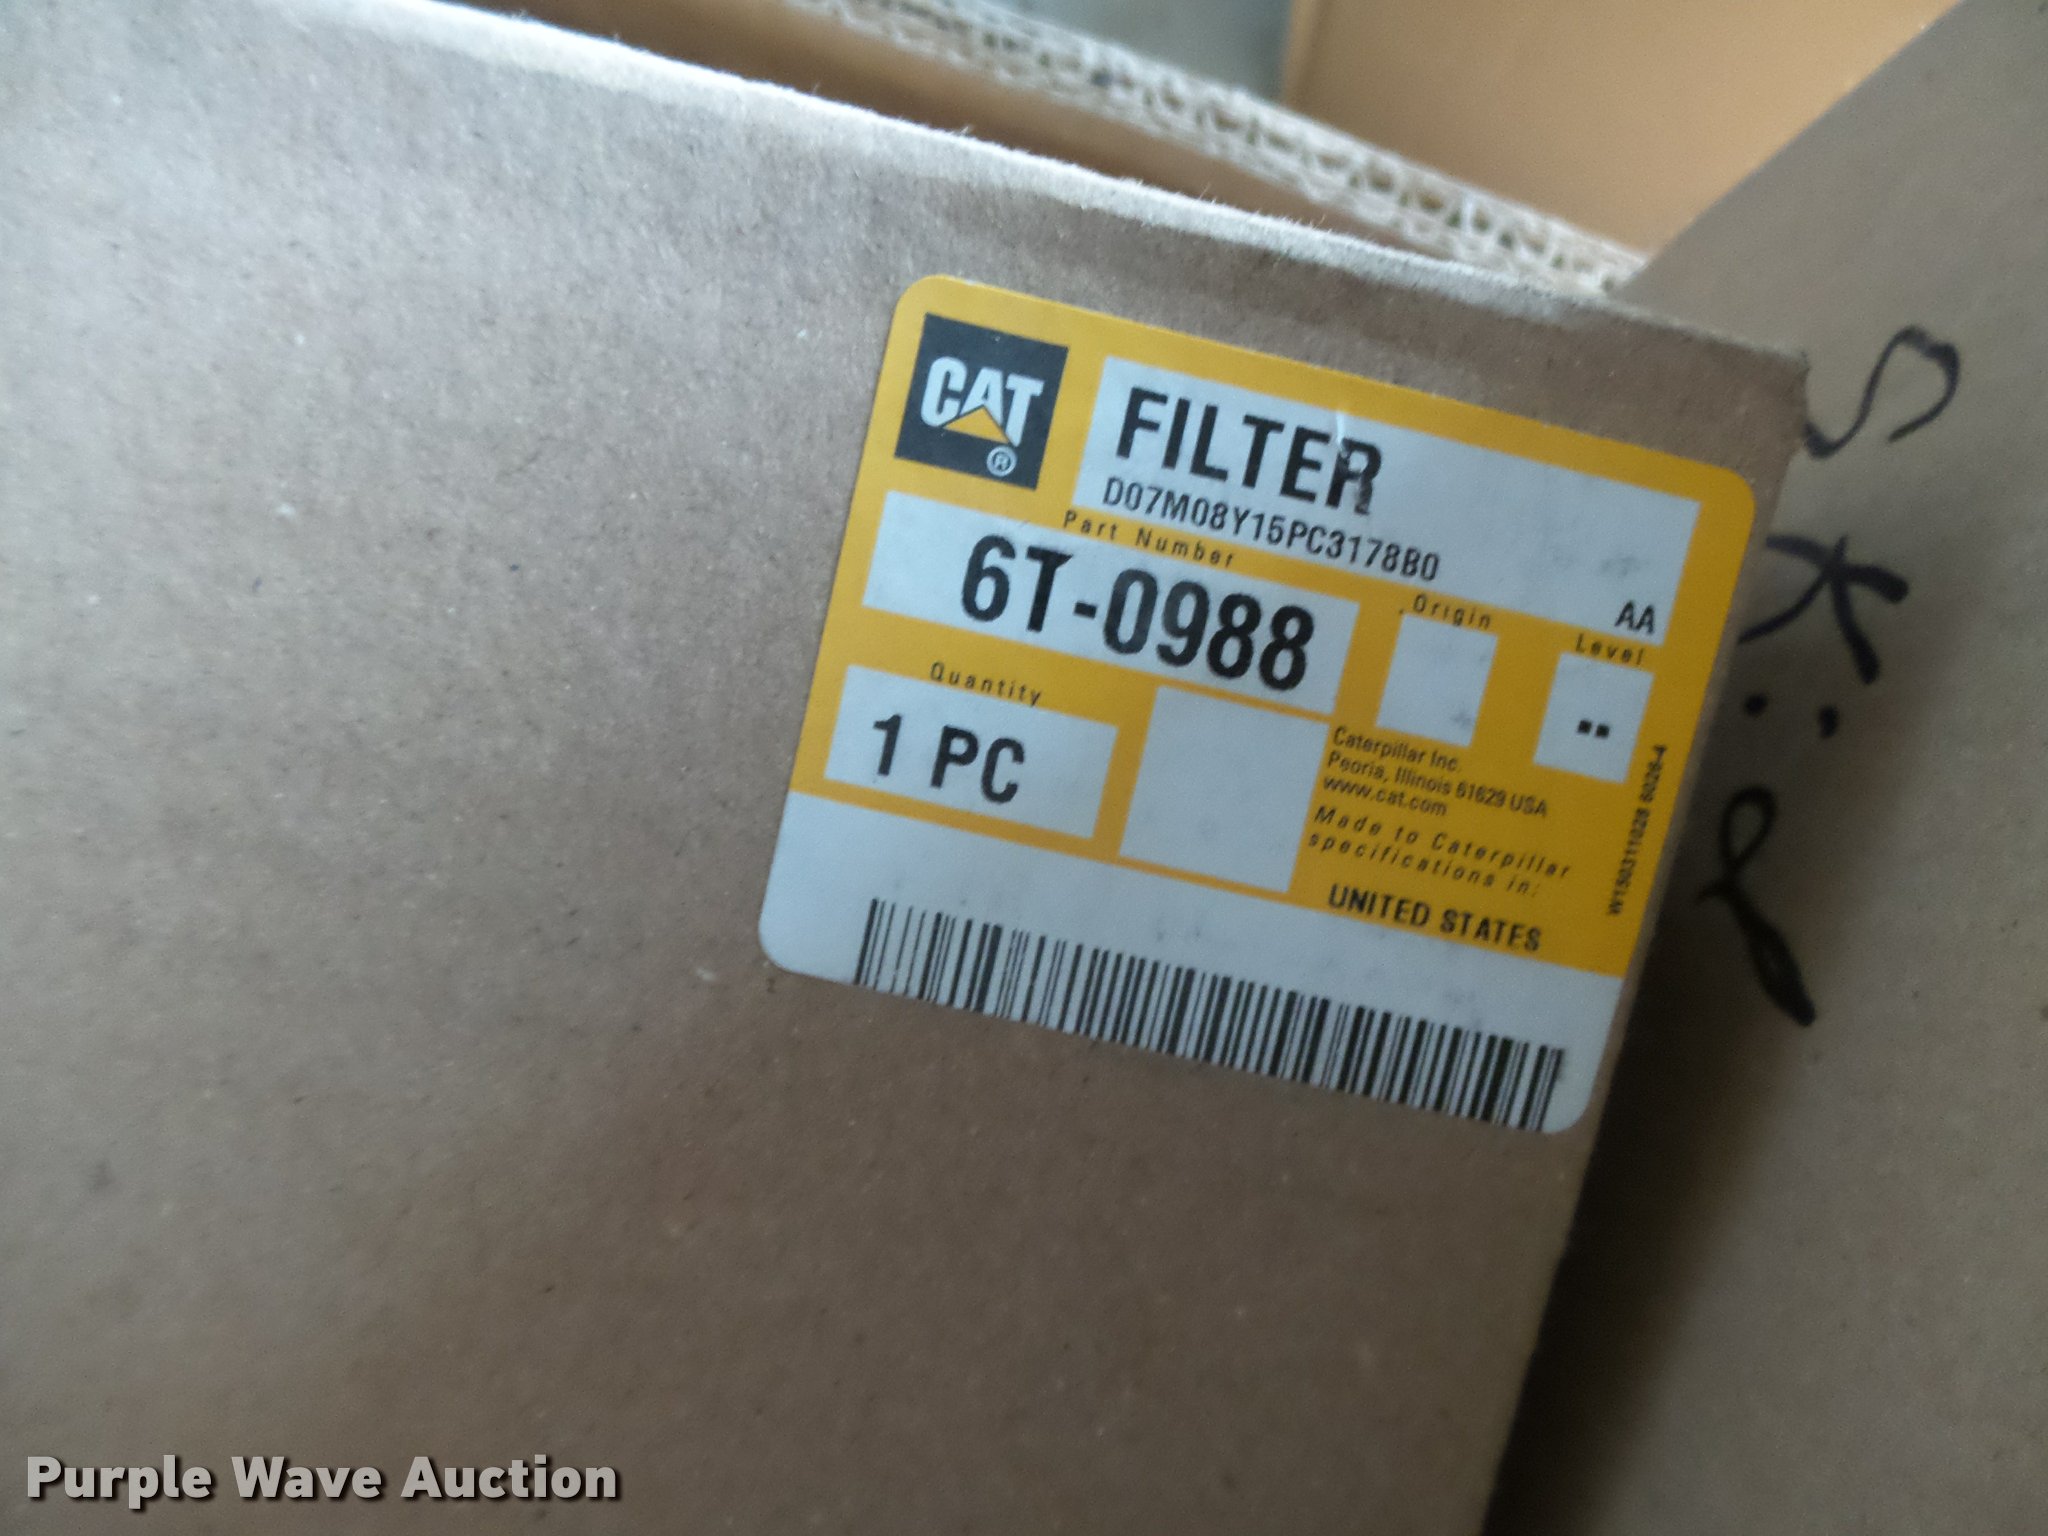 CAT
®
FILTER
D07M08Y15PC3178B0
AA
Part Number
6T-0988
Origin
Level
--
Quantity
1 PC
Caterpillar Inc.
Peoria, Illinois 61629 USA
www.cat.com
Made to Caterpillar
specifications in:
UNITED STATES
Purple Wave Auction